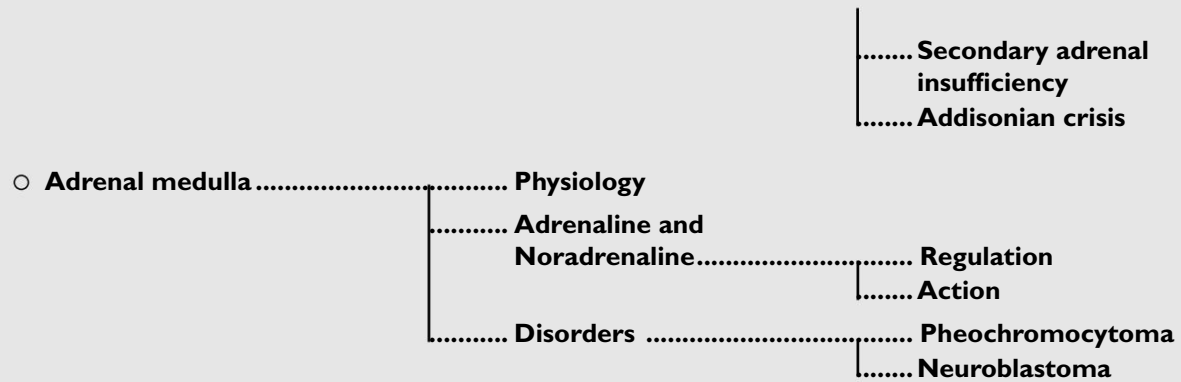 Secondary adrenal
insufficiency
Addisonian crisis
○ Adrenal medulla Physiology
Adrenaline and
Noradrenaline Regulation
Action
Disorders Pheochromocytoma
Neuroblastoma